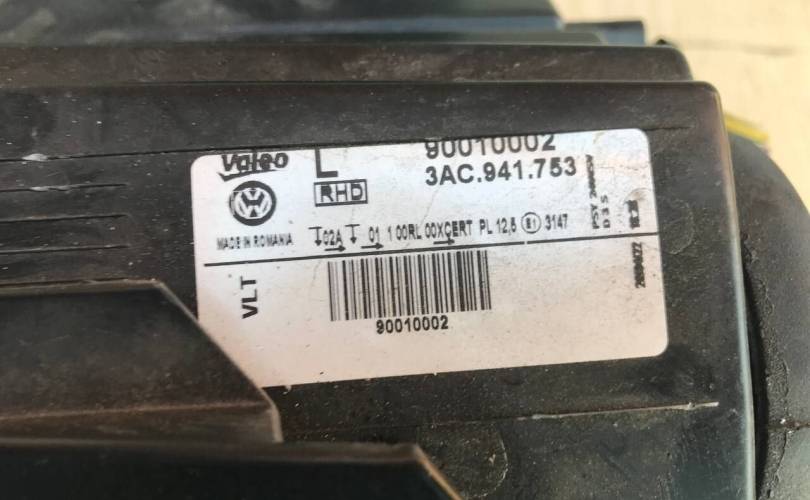 Valeo L 90010002
RHD 3AC.941.753
MADE IN ROMANIA 02A 01 1 00RL 00XCERT PL 12,5 E1 3147
D3S
VLT
90010002